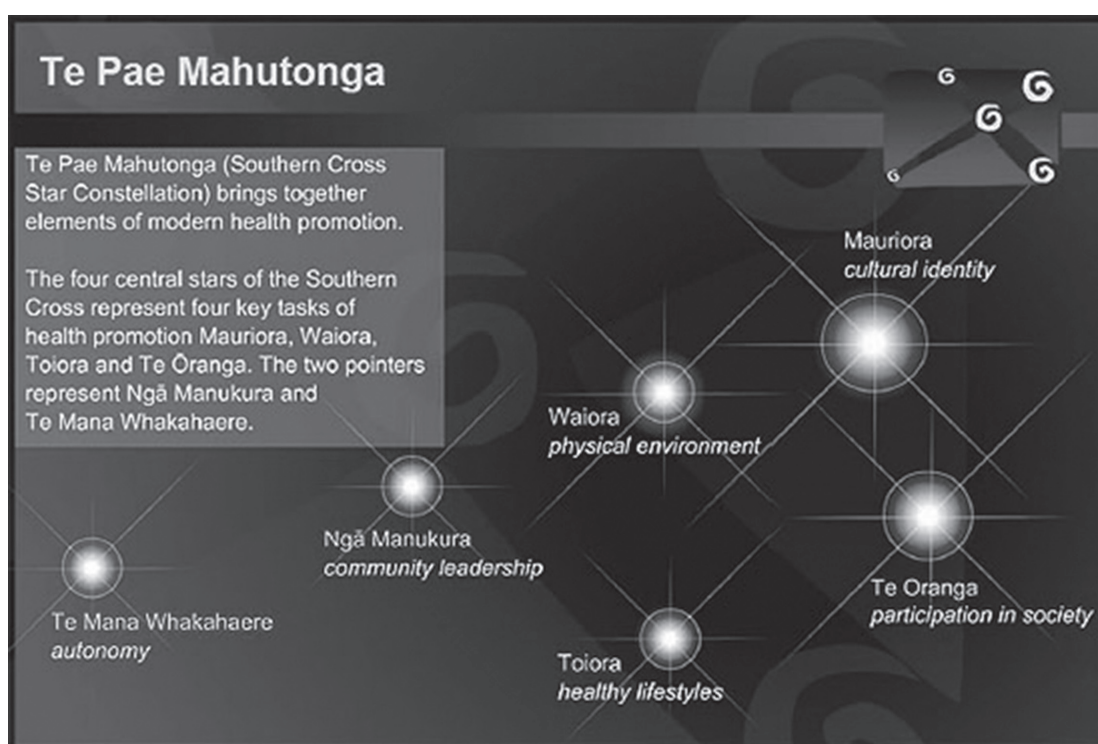 Te Pae Mahutonga
Te Pae Mahutonga (Southern Cross
Star Constellation) brings together
elements of modern health promotion.
The four central stars of the Southern
Cross represent four key tasks of
health promotion Mauriora, Waiora,
Toiora and Te Ōranga. The two pointers
represent Ngā Manukura and
Te Mana Whakahaere.
Mauriora
cultural identity
Waiora
physical environment
Ngā Manukura
community leadership
Te Mana Whakahaere
autonomy
Te Oranga
participation in society
Toiora
healthy lifestyles